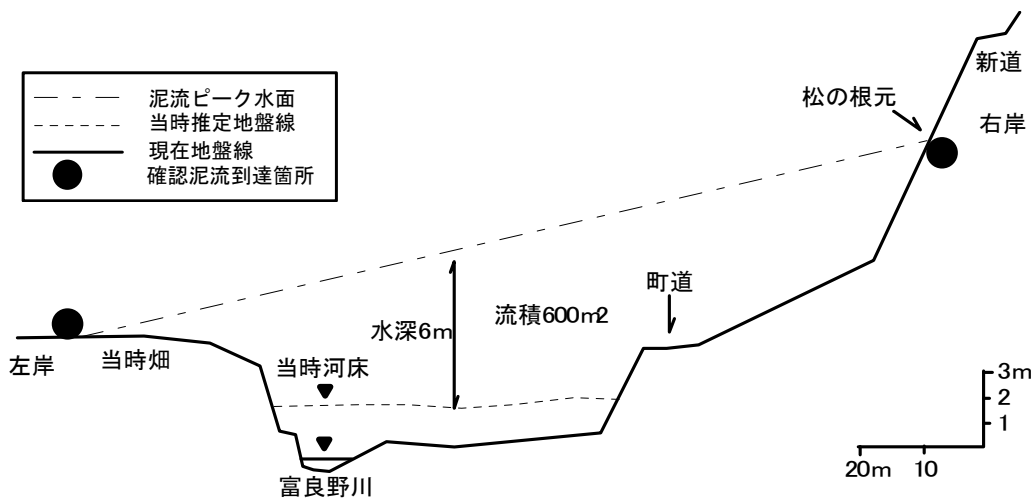 泥流ピーク水面
当時推定地盤線
現在地盤線
確認泥流到達箇所
新道
松の根元
右岸
町道
水深6m
流積600m2
左岸
当時畑
当時河床
富良野川
3m
2
1
20m
10